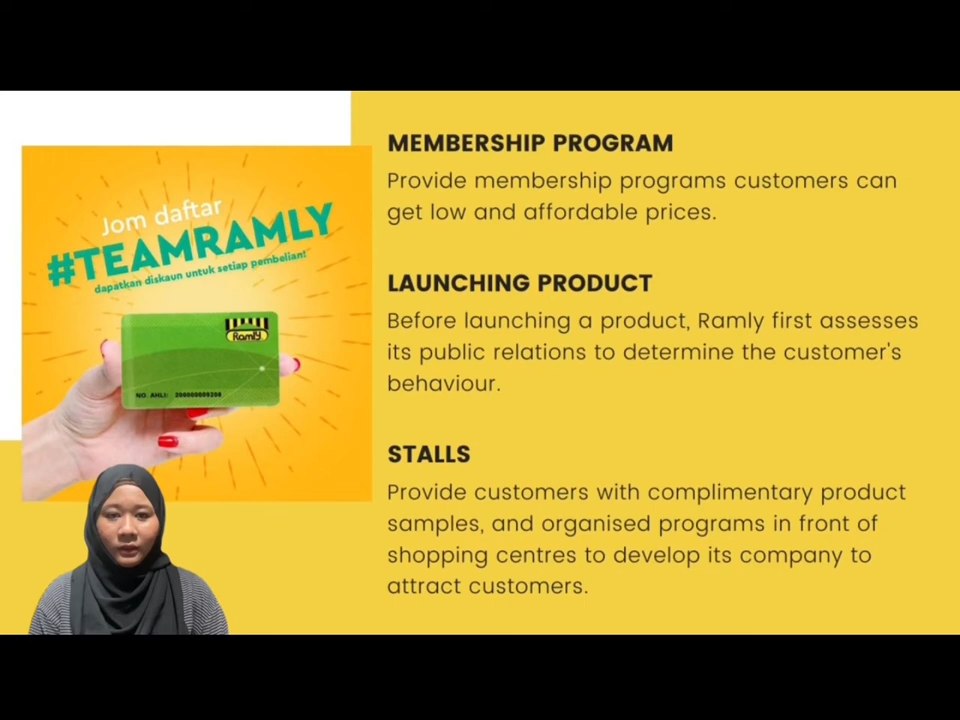 Jom daftar
#TEAMRAMLY
dapatkan diskaun untuk setiap pembelian!
Ramly
NO. AHLI: 200000009300
MEMBERSHIP PROGRAM
Provide membership programs customers can
get low and affordable prices.
LAUNCHING PRODUCT
Before launching a product, Ramly first assesses
its public relations to determine the customer's
behaviour.
STALLS
Provide customers with complimentary product
samples, and organised programs in front of
shopping centres to develop its company to
attract customers.